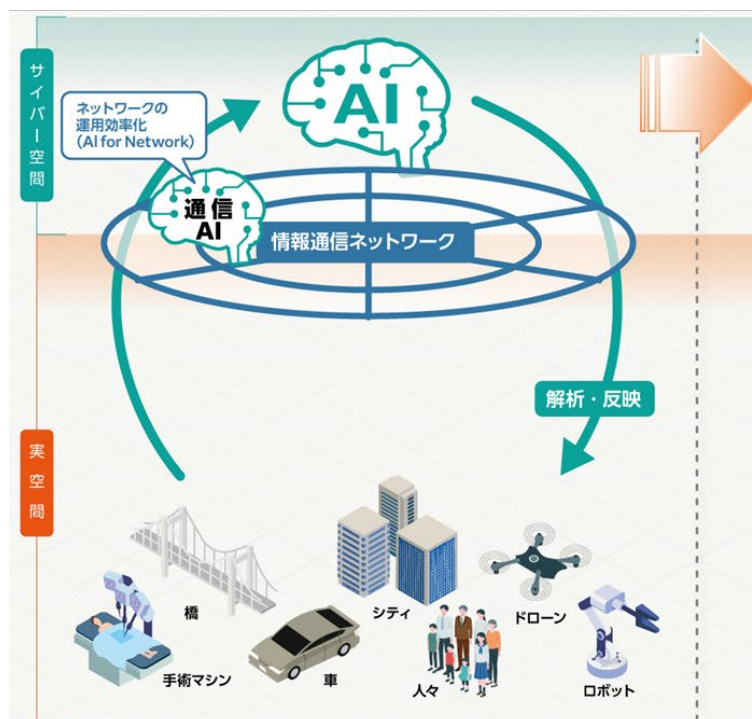 サイバー空間
AI
ネットワークの
運用効率化
(AI for Network)
通信
AI
情報通信ネットワーク
解析・反映
実空間
橋
シティ
ドローン
手術マシン
車
人々
ロボット